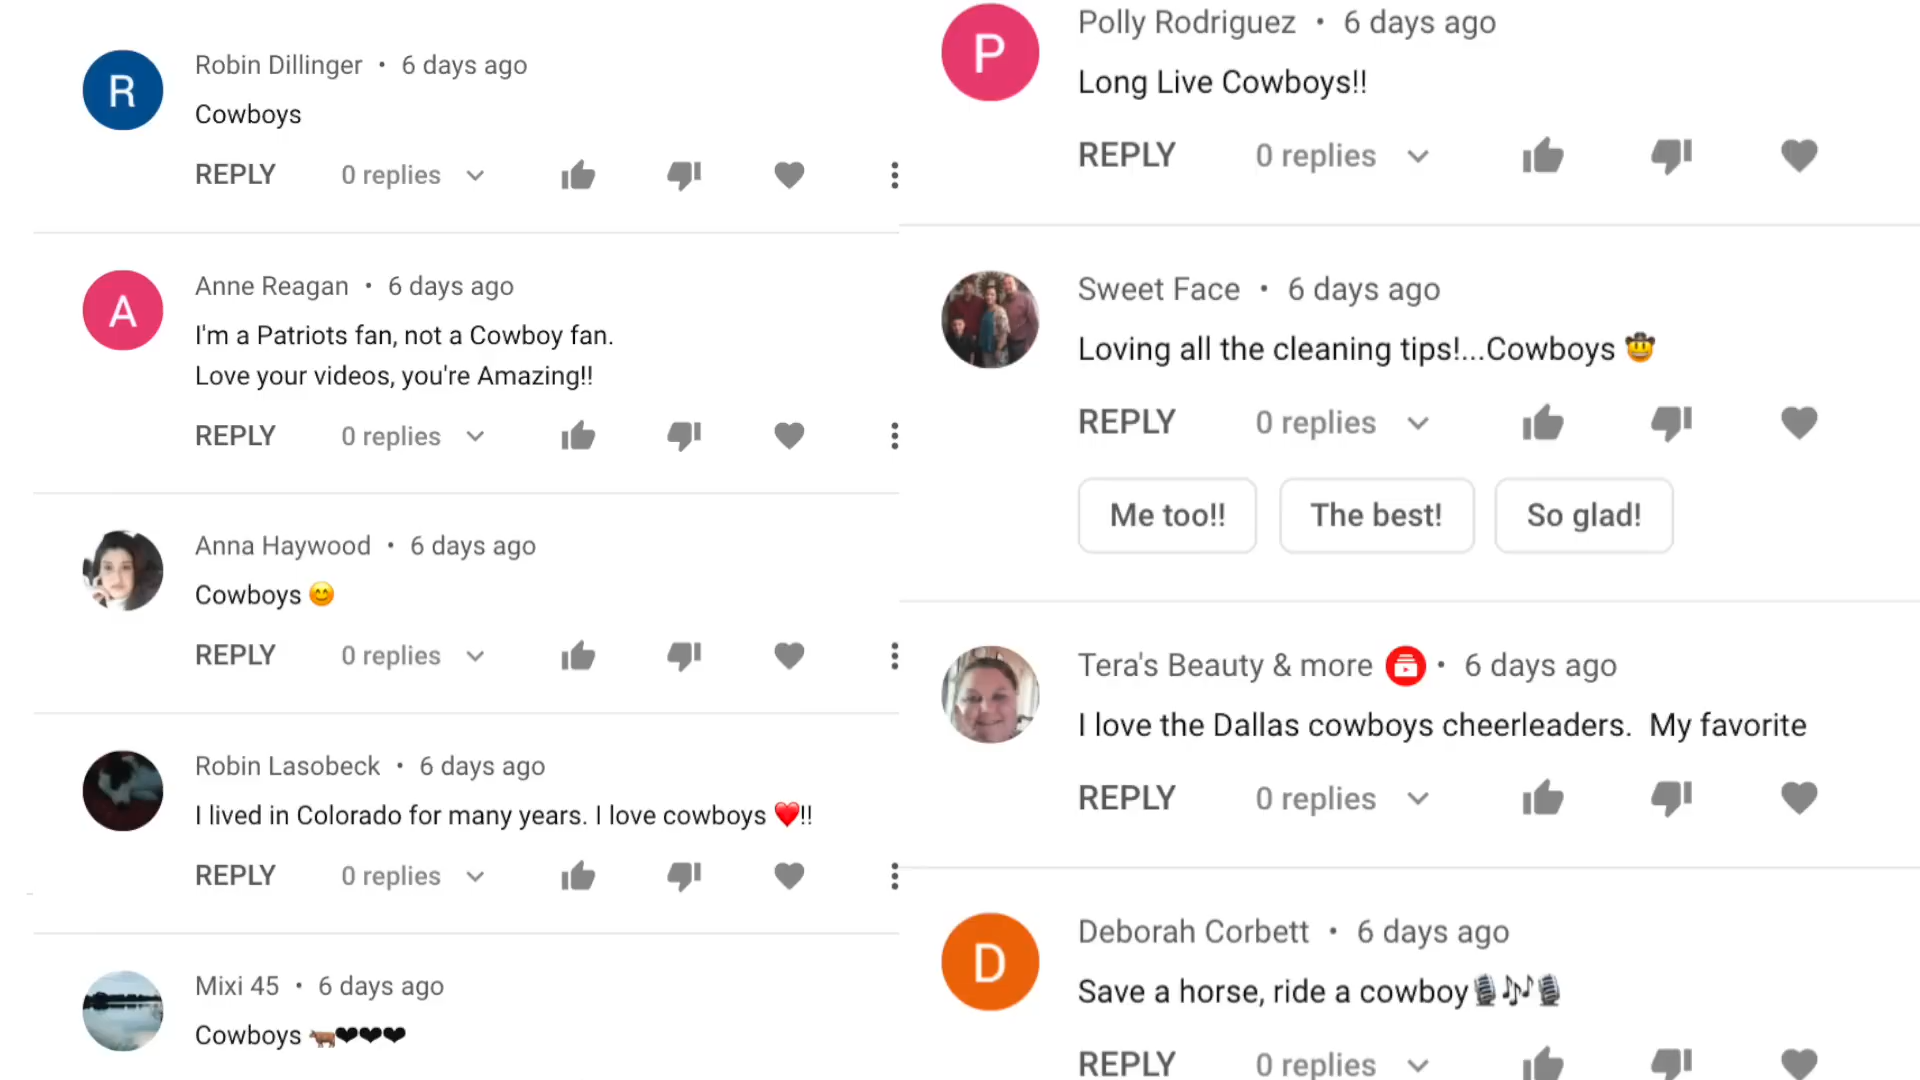 R
Robin Dillinger • 6 days ago
Cowboys
REPLY 0 replies
A
Anne Reagan • 6 days ago
I'm a Patriots fan, not a Cowboy fan.
Love your videos, you're Amazing!!
REPLY 0 replies
Anna Haywood • 6 days ago
Cowboys 😊
REPLY 0 replies
Robin Lasobeck • 6 days ago
I lived in Colorado for many years. I love cowboys ❤️!!
REPLY 0 replies
Mixi 45 • 6 days ago
Cowboys 🐂❤❤❤
P
Polly Rodriguez • 6 days ago
Long Live Cowboys!!
REPLY 0 replies
Sweet Face • 6 days ago
Loving all the cleaning tips!...Cowboys 🤠
REPLY 0 replies
Me too!! The best! So glad!
Tera's Beauty & more • 6 days ago
I love the Dallas cowboys cheerleaders. My favorite
REPLY 0 replies
D
Deborah Corbett • 6 days ago
Save a horse, ride a cowboy🎙🎶🎙
REPLY 0 replies